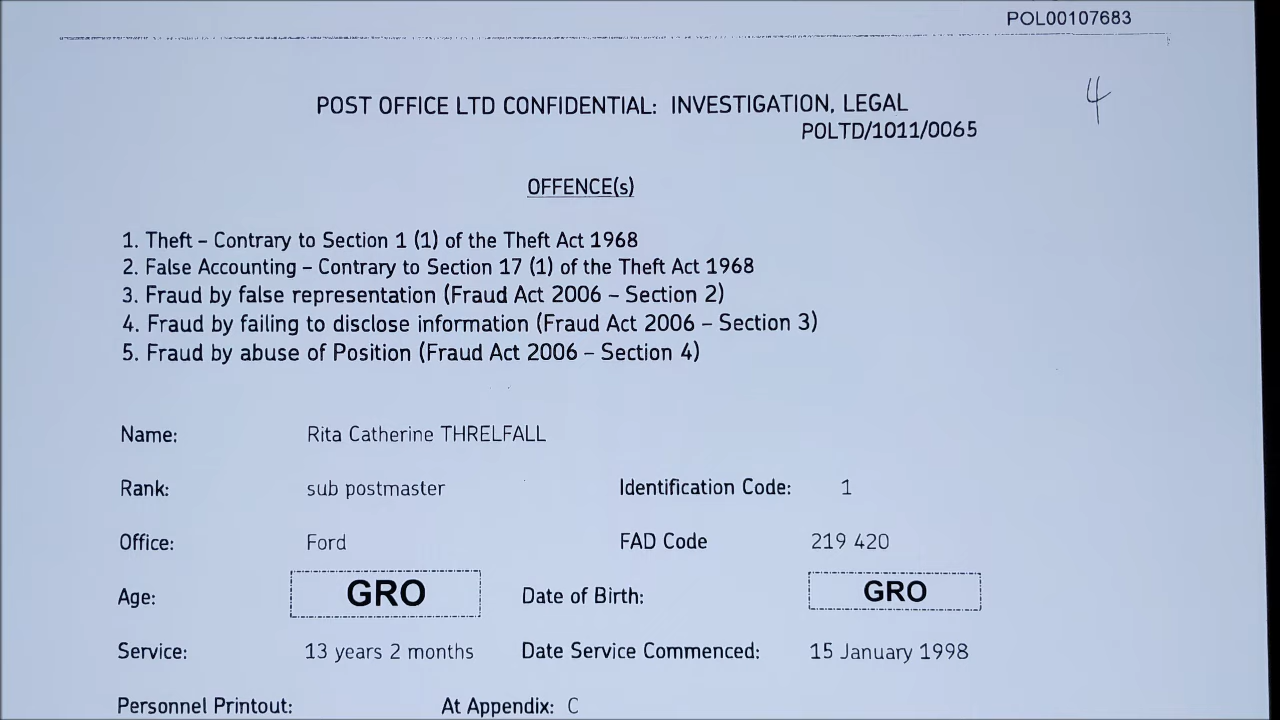 POL00107683
POST OFFICE LTD CONFIDENTIAL: INVESTIGATION, LEGAL
4
POLTD/1011/0065
OFFENCE(s)
1. Theft – Contrary to Section 1 (1) of the Theft Act 1968
2. False Accounting – Contrary to Section 17 (1) of the Theft Act 1968
3. Fraud by false representation (Fraud Act 2006 – Section 2)
4. Fraud by failing to disclose information (Fraud Act 2006 – Section 3)
5. Fraud by abuse of Position (Fraud Act 2006 – Section 4)
Name: Rita Catherine THRELFALL
Rank: sub postmaster Identification Code: 1
Office: Ford FAD Code 219 420
Age: GRO Date of Birth: GRO
Service: 13 years 2 months Date Service Commenced: 15 January 1998
Personnel Printout: At Appendix: C